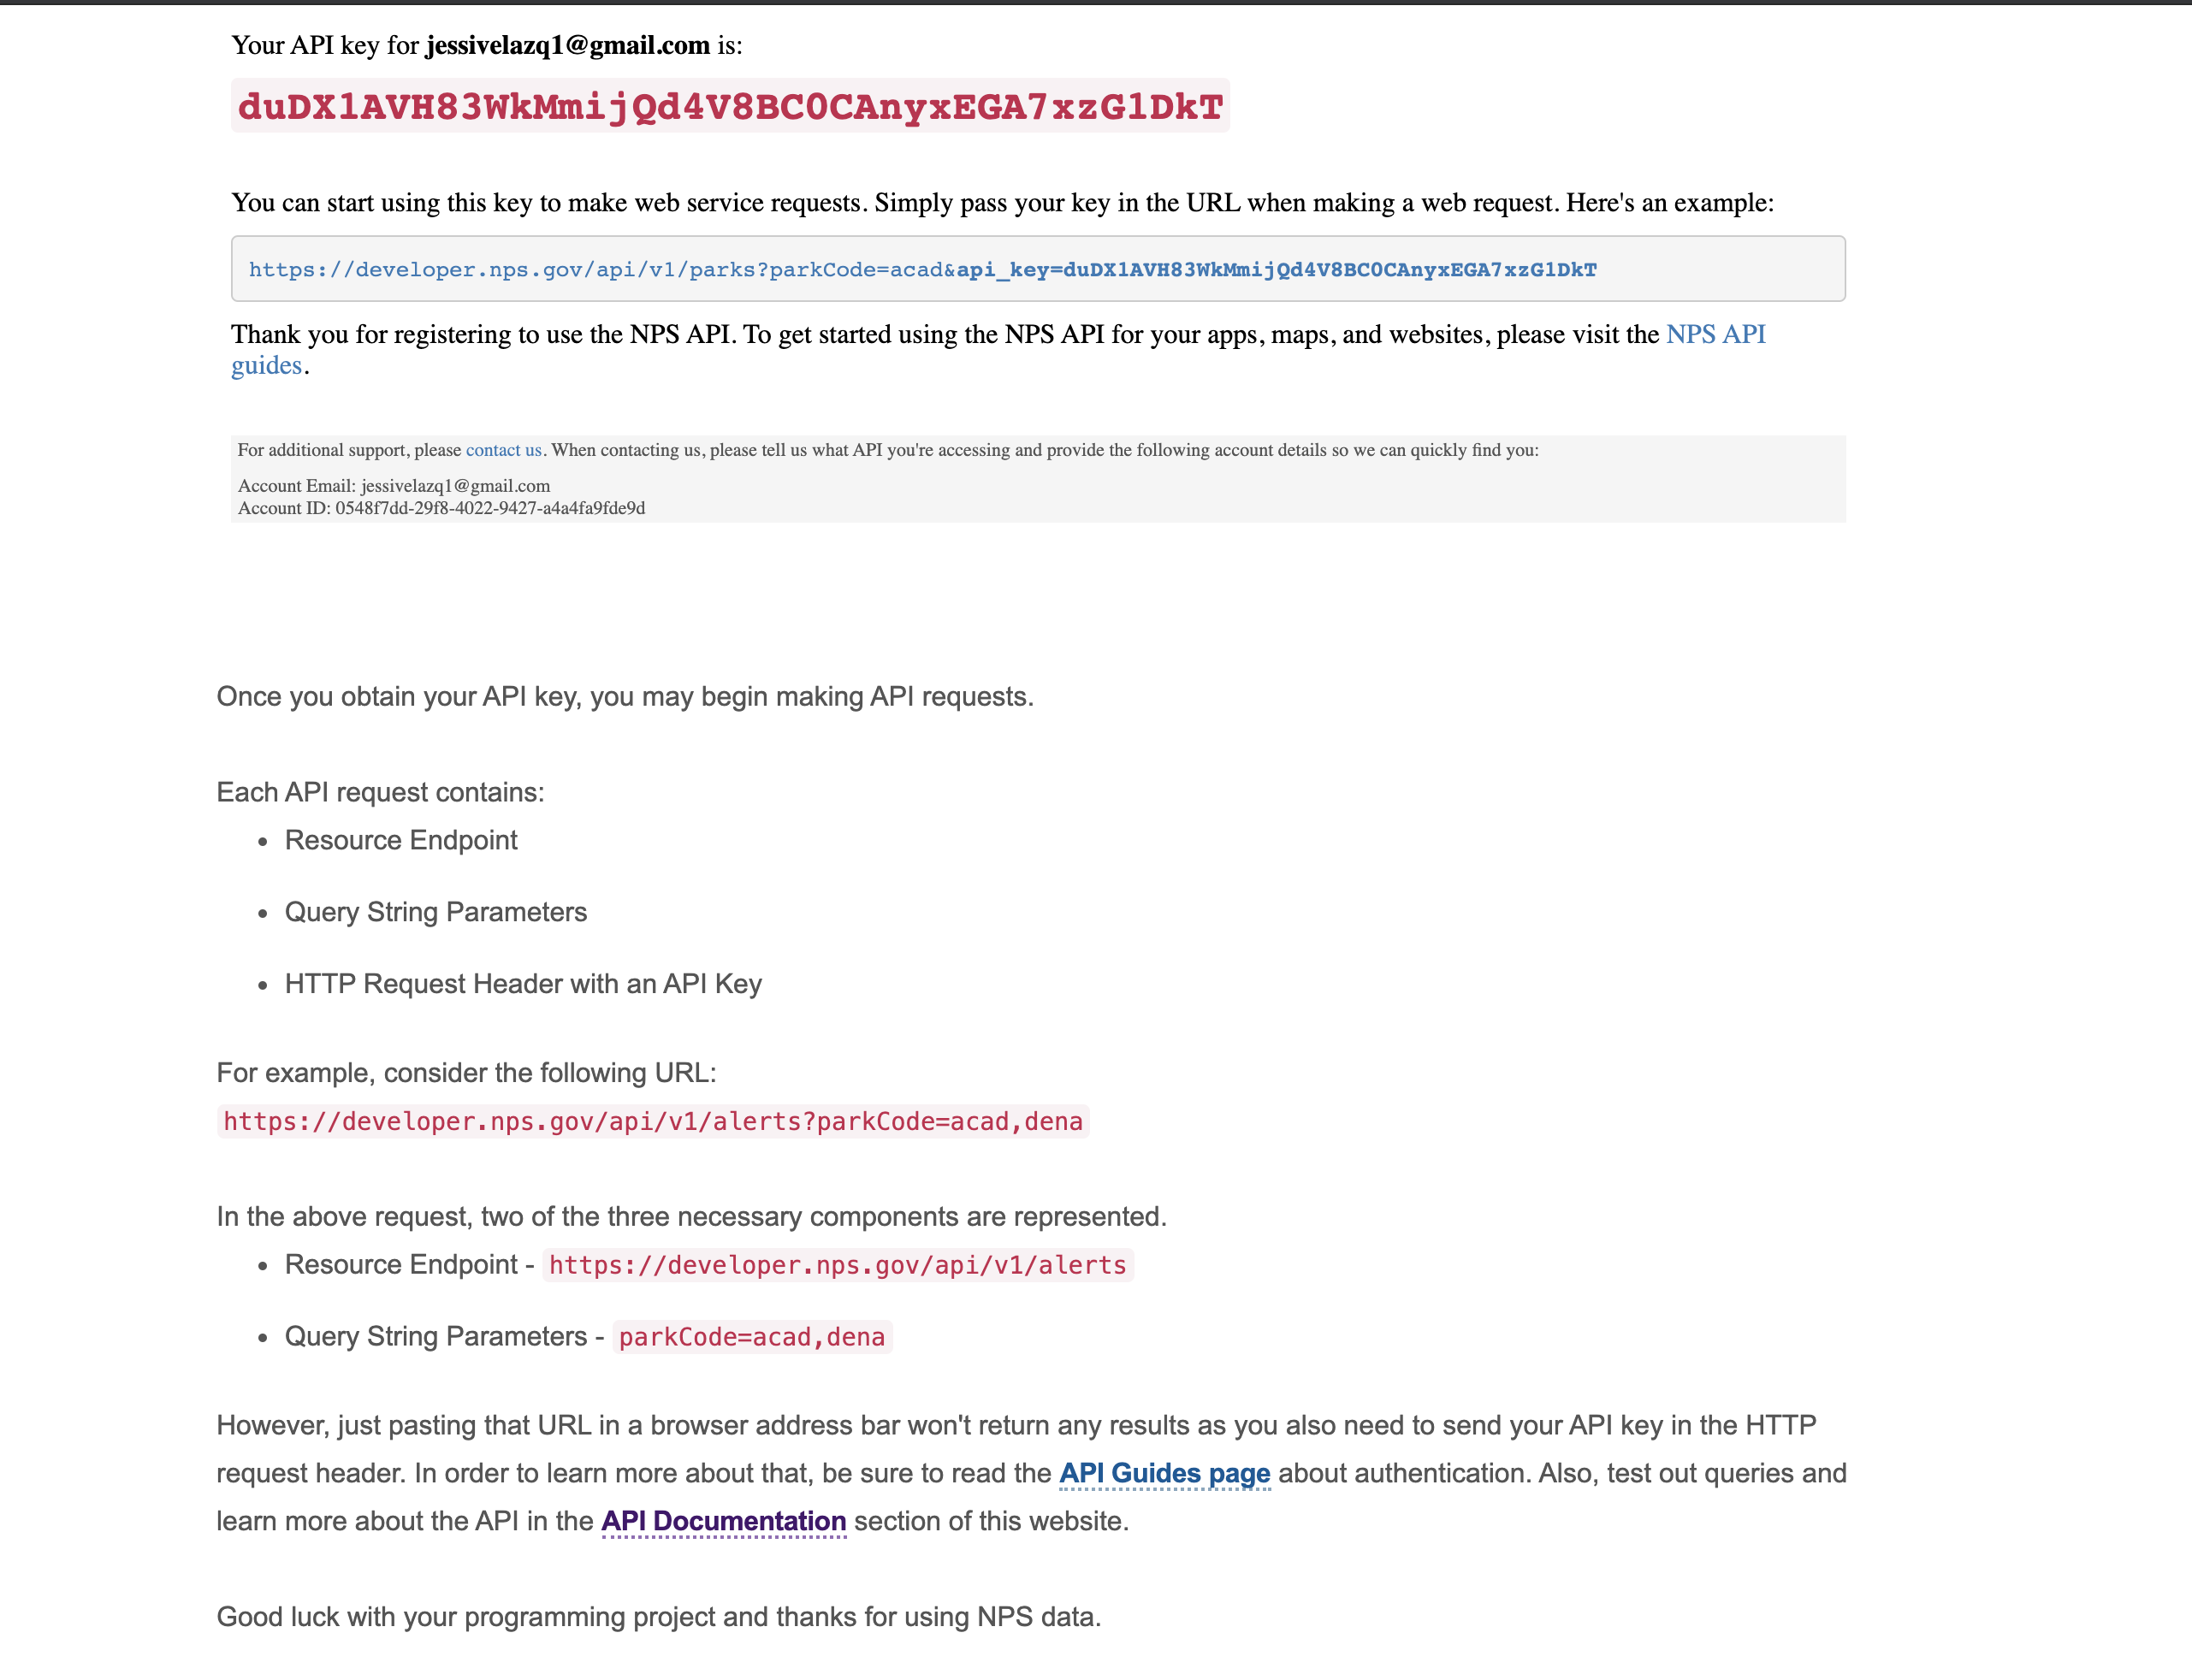 Your API key for jessivelazq1@gmail.com is:
duDX1AVH83WkMmijQd4V8BC0CAnyxEGA7xzG1DkT
You can start using this key to make web service requests. Simply pass your key in the URL when making a web request. Here's an example:
https://developer.nps.gov/api/v1/parks?parkCode=acad&api_key=duDX1AVH83WkMmijQd4V8BC0CAnyxEGA7xzG1DkT
Thank you for registering to use the NPS API. To get started using the NPS API for your apps, maps, and websites, please visit the NPS API
guides.
For additional support, please contact us. When contacting us, please tell us what API you're accessing and provide the following account details so we can quickly find you:
Account Email: jessivelazq1@gmail.com
Account ID: 0548f7dd-29f8-4022-9427-a4a4fa9fde9d
Once you obtain your API key, you may begin making API requests.
Each API request contains:
• Resource Endpoint
• Query String Parameters
• HTTP Request Header with an API Key
For example, consider the following URL:
https://developer.nps.gov/api/v1/alerts?parkCode=acad,dena
In the above request, two of the three necessary components are represented.
• Resource Endpoint - https://developer.nps.gov/api/v1/alerts
• Query String Parameters - parkCode=acad,dena
However, just pasting that URL in a browser address bar won't return any results as you also need to send your API key in the HTTP
request header. In order to learn more about that, be sure to read the API Guides page about authentication. Also, test out queries and
learn more about the API in the API Documentation section of this website.
Good luck with your programming project and thanks for using NPS data.